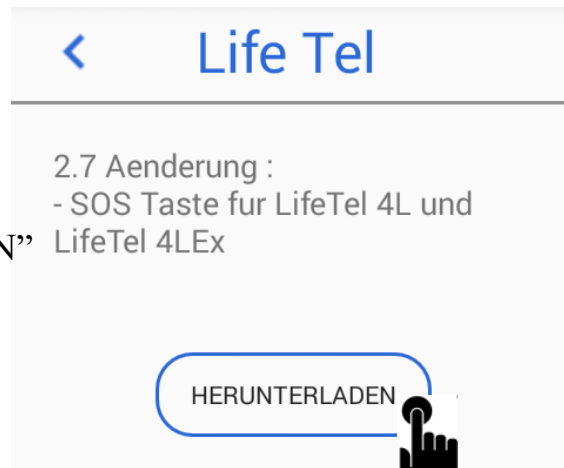 Life Tel
2.7 Aenderung :
- SOS Taste fur LifeTel 4L und
N” LifeTel 4LEx
HERUNTERLADEN